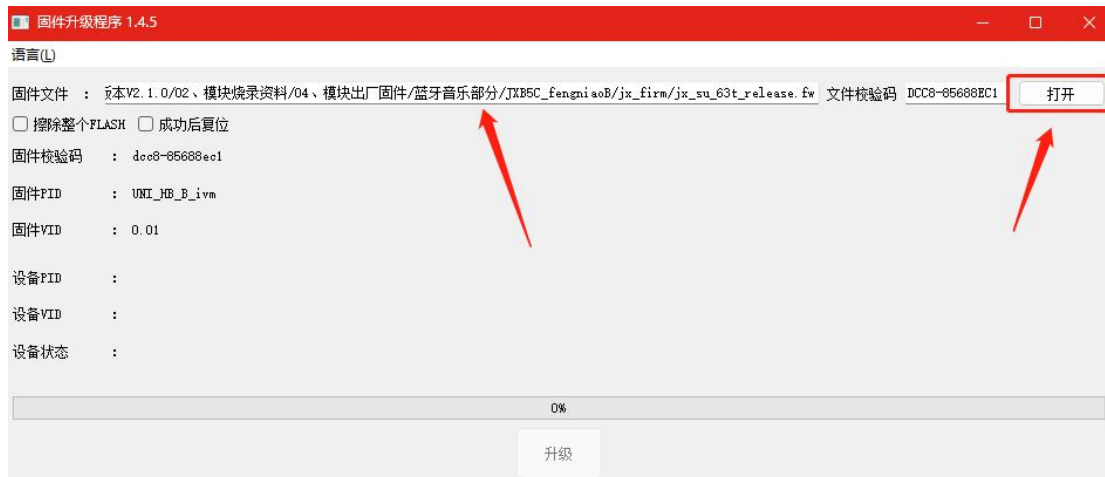 固件升级程序 1.4.5
语言(L)
固件文件 : 本V2.1.0/02、模块烧录资料/04、模块出厂固件/蓝牙音乐部分/JXB5C_fengniaoB/jx_firm/jx_su_63t_release.fw 文件校验码 DCC8-85688EC1 打开
擦除整个FLASH 成功后复位
固件校验码 : dcc8-85688ec1
固件PID : UNI_HB_B_ivm
固件VID : 0.01
设备PID :
设备VID :
设备状态 :
0%
升级